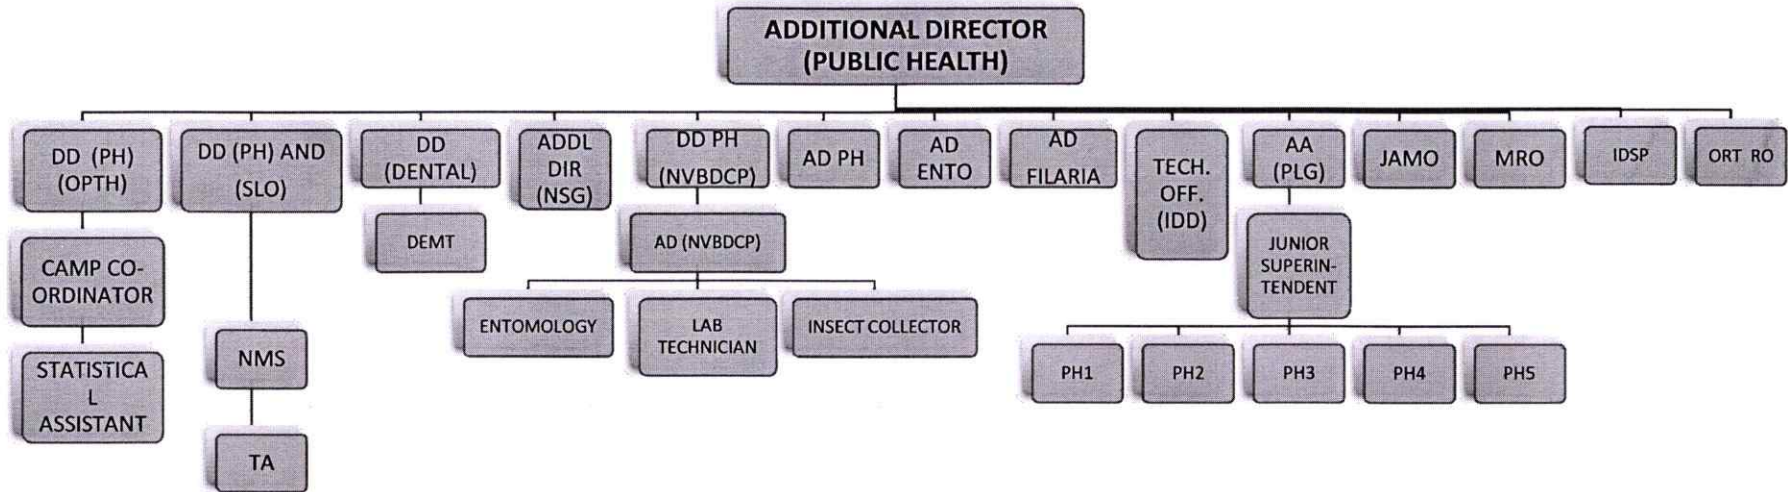 ADDITIONAL DIRECTOR
(PUBLIC HEALTH)
DD (PH)
(OPTH)
DD (PH) AND
(SLO)
DD
(DENTAL)
ADDL
DIR
(NSG)
DD PH
(NVBDCP)
AD PH
AD
ENTO
AD
FILARIA
TECH.
OFF.
(IDD)
AA
(PLG)
JAMO
MRO
IDSP
ORT RO
CAMP CO-
ORDINATOR
DEMT
AD (NVBDCP)
JUNIOR
SUPERIN-
TENDENT
STATISTICA
L
ASSISTANT
NMS
ENTOMOLOGY
LAB
TECHNICIAN
INSECT COLLECTOR
PH1
PH2
PH3
PH4
PH5
TA